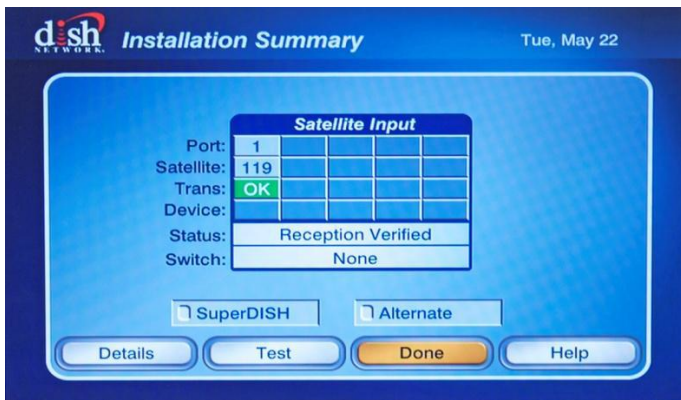 dish
NETWORK.
Installation Summary
Tue, May 22
Satellite Input
Port: 1
Satellite: 119
Trans: OK
Device:
Status: Reception Verified
Switch: None
SuperDISH
Alternate
Details
Test
Done
Help